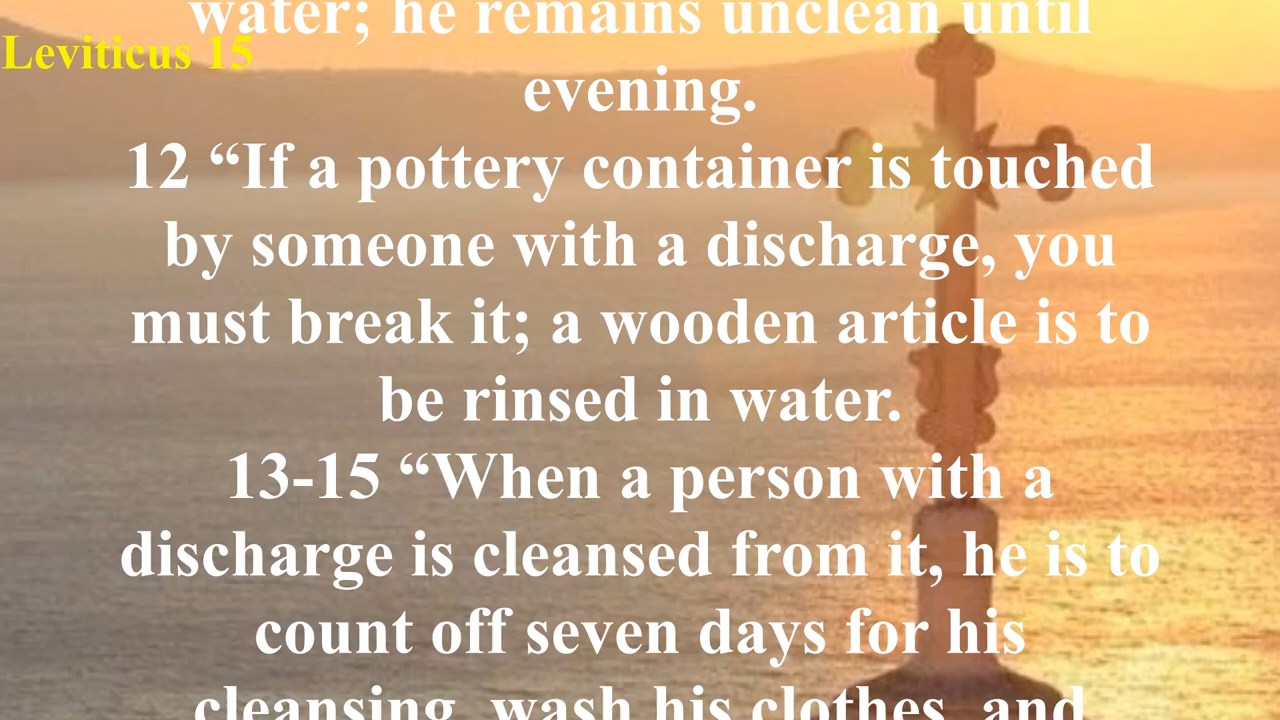 water; he remains unclean until
Leviticus 15
evening.
12 “If a pottery container is touched
by someone with a discharge, you
must break it; a wooden article is to
be rinsed in water.
13-15 “When a person with a
discharge is cleansed from it, he is to
count off seven days for his
cleansing, wash his clothes, and